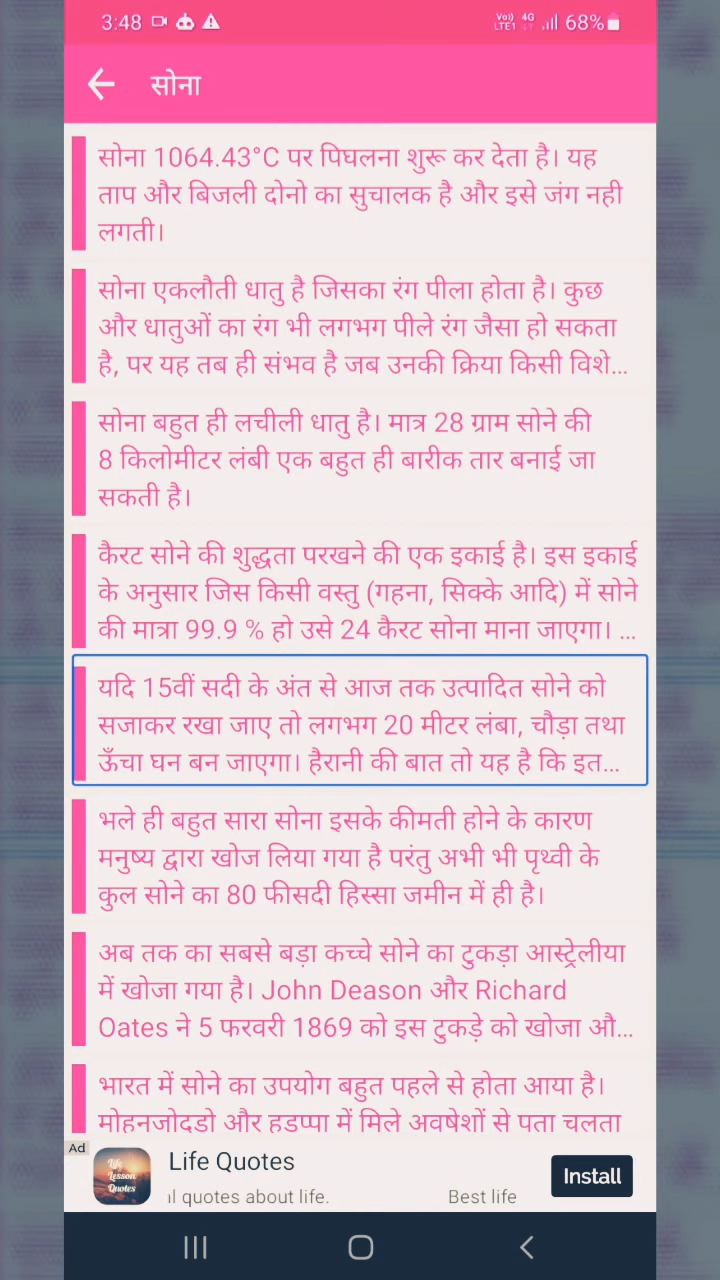 3:48
Voi) 4G
LTE1
68%
सोना
सोना 1064.43°C पर पिघलना शुरू कर देता है। यह
ताप और बिजली दोनो का सुचालक है और इसे जंग नही
लगती।
सोना एकलौती धातु है जिसका रंग पीला होता है। कुछ
और धातुओं का रंग भी लगभग पीले रंग जैसा हो सकता
है, पर यह तब ही संभव है जब उनकी क्रिया किसी विशे...
सोना बहुत ही लचीली धातु है। मात्र 28 ग्राम सोने की
8 किलोमीटर लंबी एक बहुत ही बारीक तार बनाई जा
सकती है।
कैरट सोने की शुद्धता परखने की एक इकाई है। इस इकाई
के अनुसार जिस किसी वस्तु (गहना, सिक्के आदि) में सोने
की मात्रा 99.9 % हो उसे 24 कैरट सोना माना जाएगा। ...
यदि 15वीं सदी के अंत से आज तक उत्पादित सोने को
सजाकर रखा जाए तो लगभग 20 मीटर लंबा, चौड़ा तथा
ऊँचा घन बन जाएगा। हैरानी की बात तो यह है कि इत...
भले ही बहुत सारा सोना इसके कीमती होने के कारण
मनुष्य द्वारा खोज लिया गया है परंतु अभी भी पृथ्वी के
कुल सोने का 80 फीसदी हिस्सा जमीन में ही है।
अब तक का सबसे बड़ा कच्चे सोने का टुकड़ा आस्ट्रेलीया
में खोजा गया है। John Deason और Richard
Oates ने 5 फरवरी 1869 को इस टुकड़े को खोजा औ...
भारत में सोने का उपयोग बहुत पहले से होता आया है।
मोहनजोदडो और हडप्पा में मिले अवषेशों से पता चलता
Ad
Life Lesson Quotes
Life Quotes
l quotes about life.
Best life
Install